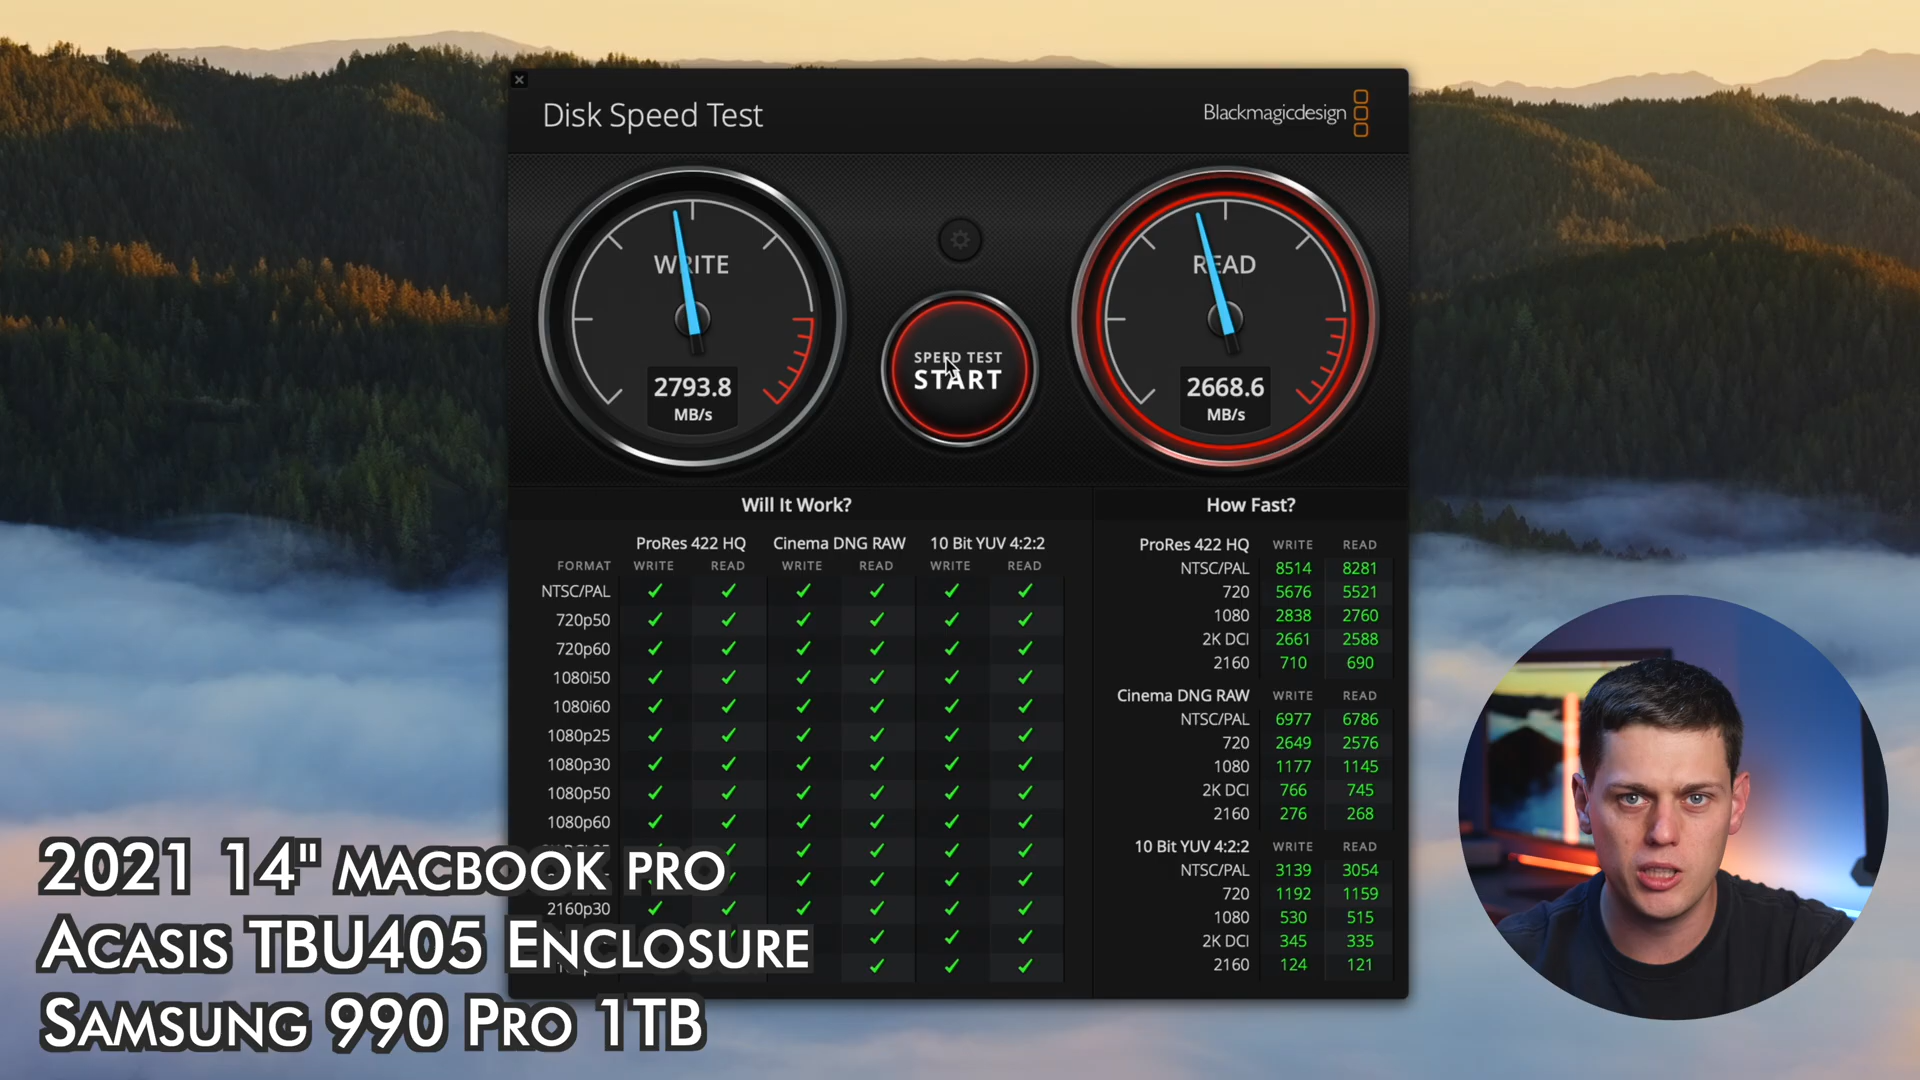 Disk Speed Test
Blackmagicdesign
WRITE
2793.8
MB/s
SPEED TEST
START
READ
2668.6
MB/s
Will It Work?
ProRes 422 HQ Cinema DNG RAW 10 Bit YUV 4:2:2
FORMAT WRITE READ WRITE READ WRITE READ
NTSC/PAL ✓ ✓ ✓ ✓ ✓ ✓
720p50 ✓ ✓ ✓ ✓ ✓ ✓
720p60 ✓ ✓ ✓ ✓ ✓ ✓
1080i50 ✓ ✓ ✓ ✓ ✓ ✓
1080i60 ✓ ✓ ✓ ✓ ✓ ✓
1080p25 ✓ ✓ ✓ ✓ ✓ ✓
1080p30 ✓ ✓ ✓ ✓ ✓ ✓
1080p50 ✓ ✓ ✓ ✓ ✓ ✓
1080p60 ✓ ✓ ✓ ✓ ✓ ✓
2160p30 ✓ ✓ ✓ ✓ ✓ ✓
How Fast?
ProRes 422 HQ WRITE READ
NTSC/PAL 8514 8281
720 5676 5521
1080 2838 2760
2K DCI 2661 2588
2160 710 690
Cinema DNG RAW WRITE READ
NTSC/PAL 6977 6786
720 2649 2576
1080 1177 1145
2K DCI 766 745
2160 276 268
10 Bit YUV 4:2:2 WRITE READ
NTSC/PAL 3139 3054
720 1192 1159
1080 530 515
2K DCI 345 335
2160 124 121
2021 14" MACBOOK PRO
ACASIS TBU405 ENCLOSURE
SAMSUNG 990 PRO 1TB